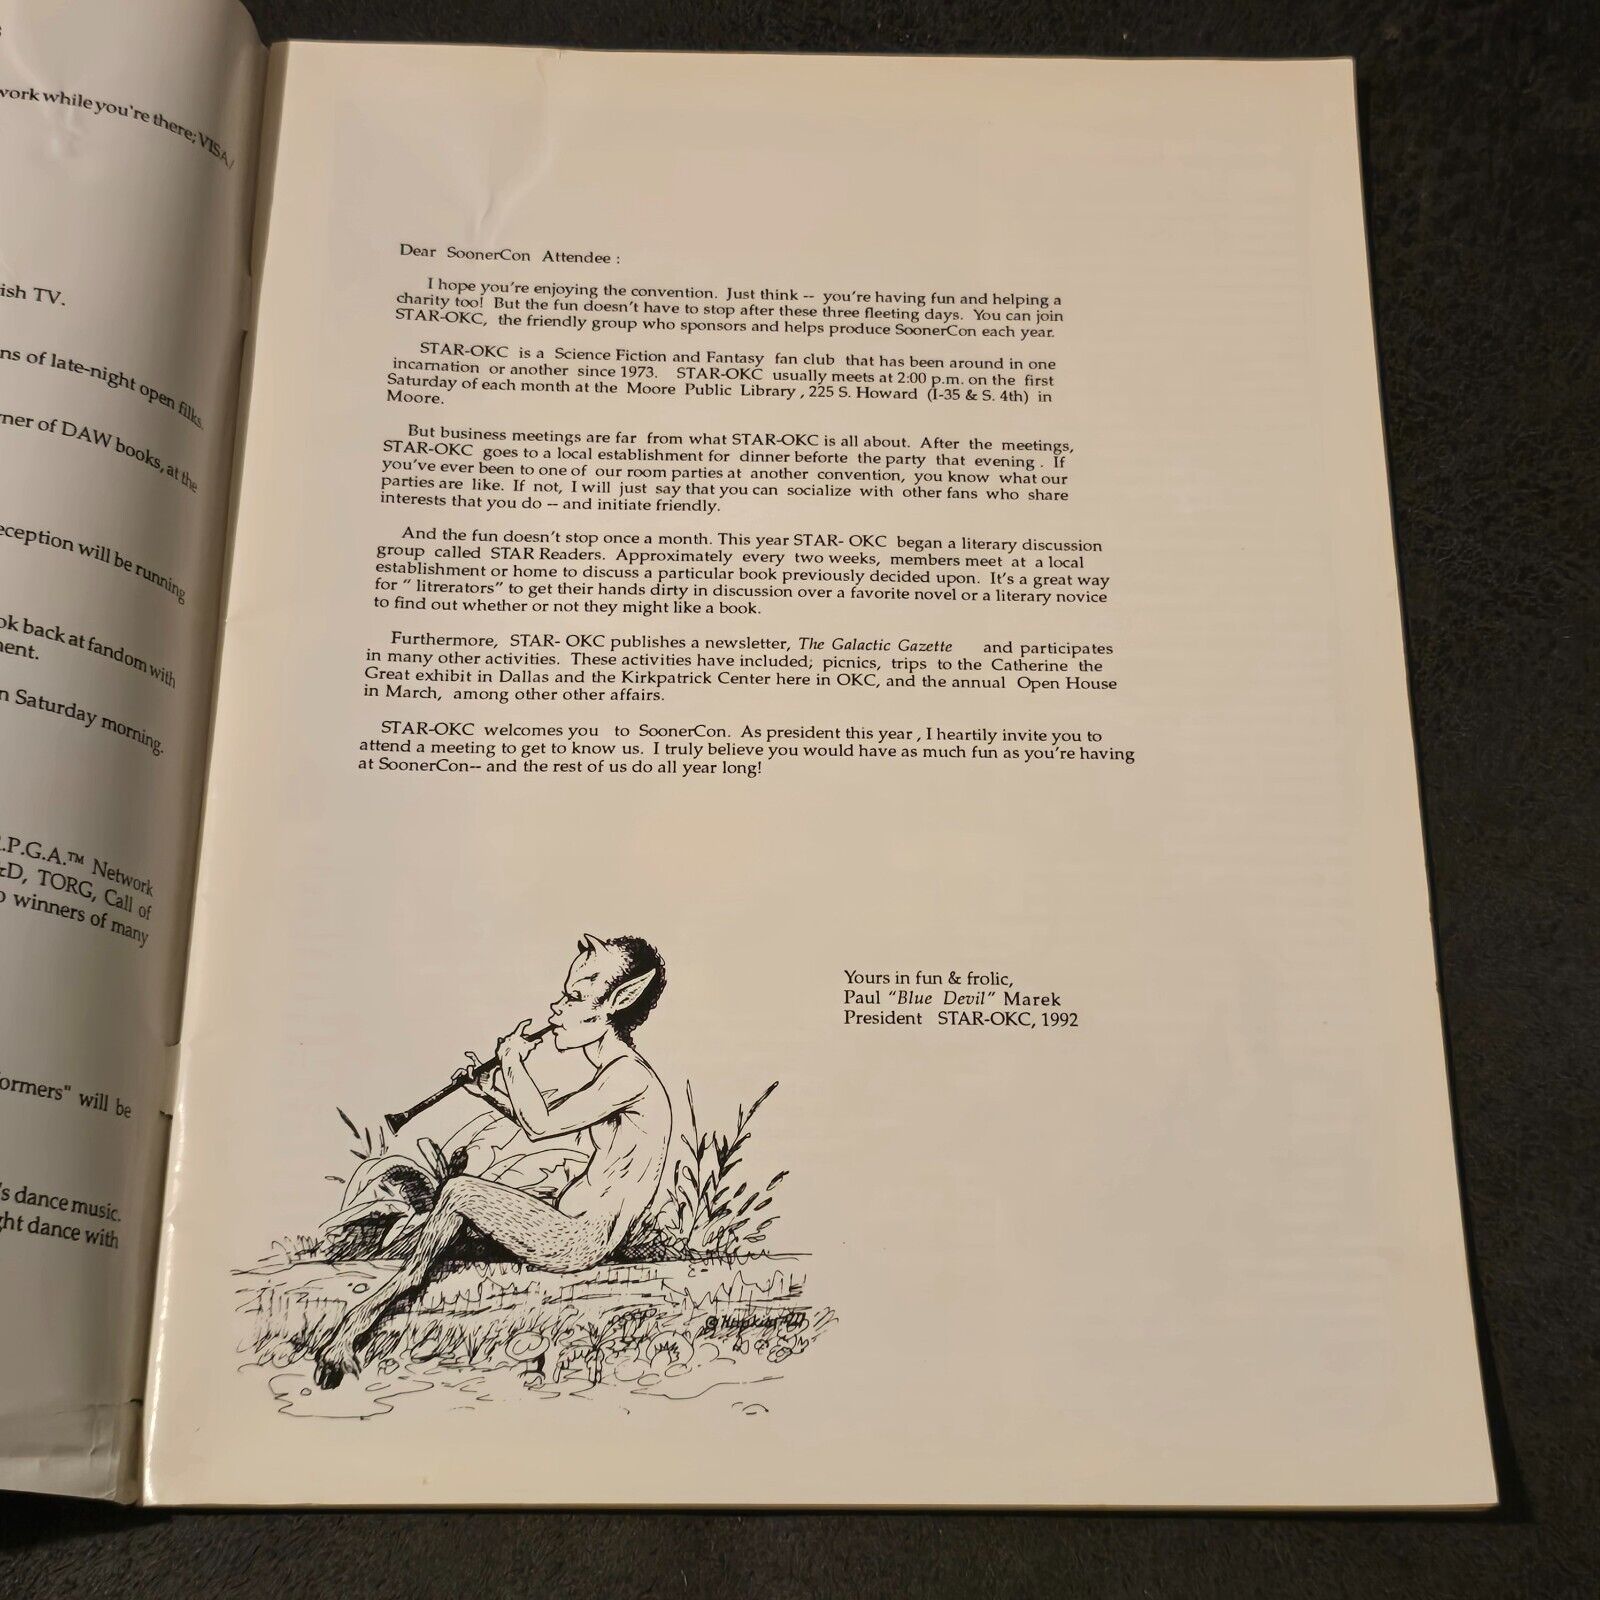 work while you're there; VISA/
ish TV.
ns of late-night open filks.
ner of DAW books, at the
eception will be running
ok back at fandom with
ment.
n Saturday morning.
.P.G.A.™ Network
&D, TORG, Call of
o winners of many
formers" will be
's dance music.
ght dance with
Dear SoonerCon Attendee :
I hope you're enjoying the convention. Just think -- you're having fun and helping a
charity too! But the fun doesn't have to stop after these three fleeting days. You can join
STAR-OKC, the friendly group who sponsors and helps produce SoonerCon each year.
STAR-OKC is a Science Fiction and Fantasy fan club that has been around in one
incarnation or another since 1973. STAR-OKC usually meets at 2:00 p.m. on the first
Saturday of each month at the Moore Public Library , 225 S. Howard (I-35 & S. 4th) in
Moore.
But business meetings are far from what STAR-OKC is all about. After the meetings,
STAR-OKC goes to a local establishment for dinner beforte the party that evening . If
you've ever been to one of our room parties at another convention, you know what our
parties are like. If not, I will just say that you can socialize with other fans who share
interests that you do -- and initiate friendly.
And the fun doesn't stop once a month. This year STAR- OKC began a literary discussion
group called STAR Readers. Approximately every two weeks, members meet at a local
establishment or home to discuss a particular book previously decided upon. It's a great way
for " litrerators" to get their hands dirty in discussion over a favorite novel or a literary novice
to find out whether or not they might like a book.
Furthermore, STAR- OKC publishes a newsletter, The Galactic Gazette and participates
in many other activities. These activities have included; picnics, trips to the Catherine the
Great exhibit in Dallas and the Kirkpatrick Center here in OKC, and the annual Open House
in March, among other other affairs.
STAR-OKC welcomes you to SoonerCon. As president this year , I heartily invite you to
attend a meeting to get to know us. I truly believe you would have as much fun as you're having
at SoonerCon-- and the rest of us do all year long!
Yours in fun & frolic,
Paul "Blue Devil" Marek
President STAR-OKC, 1992